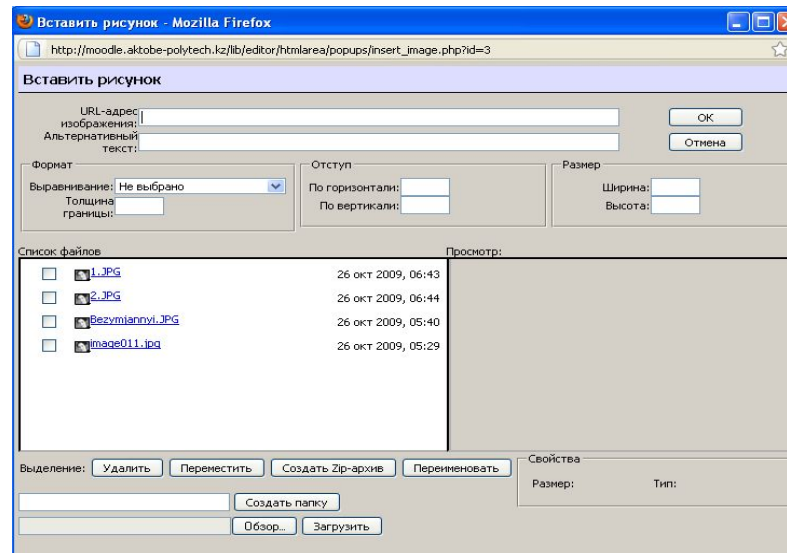 Вставить рисунок - Mozilla Firefox
http://moodle.aktobe-polytech.kz/lib/editor/htmlarea/popups/insert_image.php?id=3
Вставить рисунок
URL-адрес
изображения:
OK
Альтернативный
текст:
Отмена
Формат
Отступ
Размер
Выравнивание: Не выбрано
По горизонтали:
Ширина:
Толщина
границы:
По вертикали:
Высота:
Список файлов
Просмотр:
1.JPG 26 окт 2009, 06:43
2.JPG 26 окт 2009, 06:44
Bezymjannyi.JPG 26 окт 2009, 05:40
image011.jpg 26 окт 2009, 05:29
Выделение: Удалить Переместить Создать Zip-архив Переименовать
Свойства
Размер: Тип:
Создать папку
Обзор... Загрузить